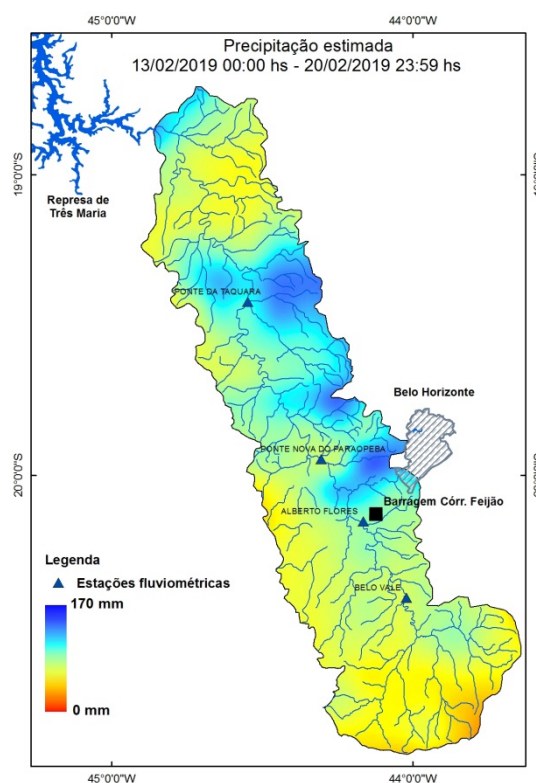 45°0'0"W
44°0'0"W
Precipitação estimada
13/02/2019 00:00 hs - 20/02/2019 23:59 hs
19°0'0"S
Represa de
Três Maria
PONTE DA TAQUARA
Belo Horizonte
PONTE NOVA DO PARAOPEBA
20°0'0"S
Barragem Córr. Feijão
ALBERTO FLORES
Legenda
Estações fluviométricas
BELO VALE
170 mm
0 mm
45°0'0"W
44°0'0"W